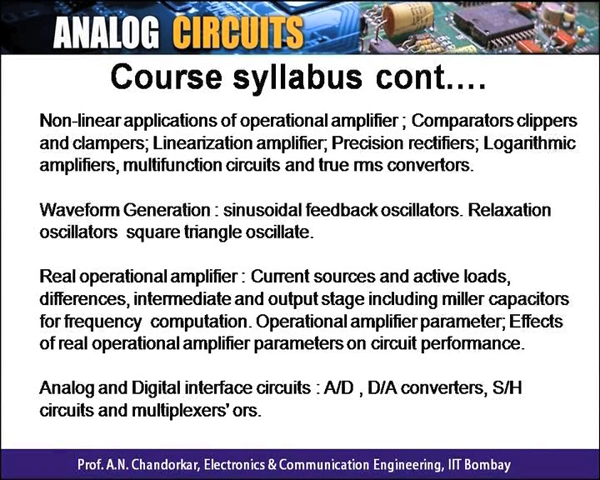 ANALOG CIRCUITS
Course syllabus cont....
Non-linear applications of operational amplifier ; Comparators clippers
and clampers; Linearization amplifier; Precision rectifiers; Logarithmic
amplifiers, multifunction circuits and true rms convertors.
Waveform Generation : sinusoidal feedback oscillators. Relaxation
oscillators square triangle oscillate.
Real operational amplifier : Current sources and active loads,
differences, intermediate and output stage including miller capacitors
for frequency computation. Operational amplifier parameter; Effects
of real operational amplifier parameters on circuit performance.
Analog and Digital interface circuits : A/D , D/A converters, S/H
circuits and multiplexers' ors.
Prof. A.N. Chandorkar, Electronics & Communication Engineering, IIT Bombay